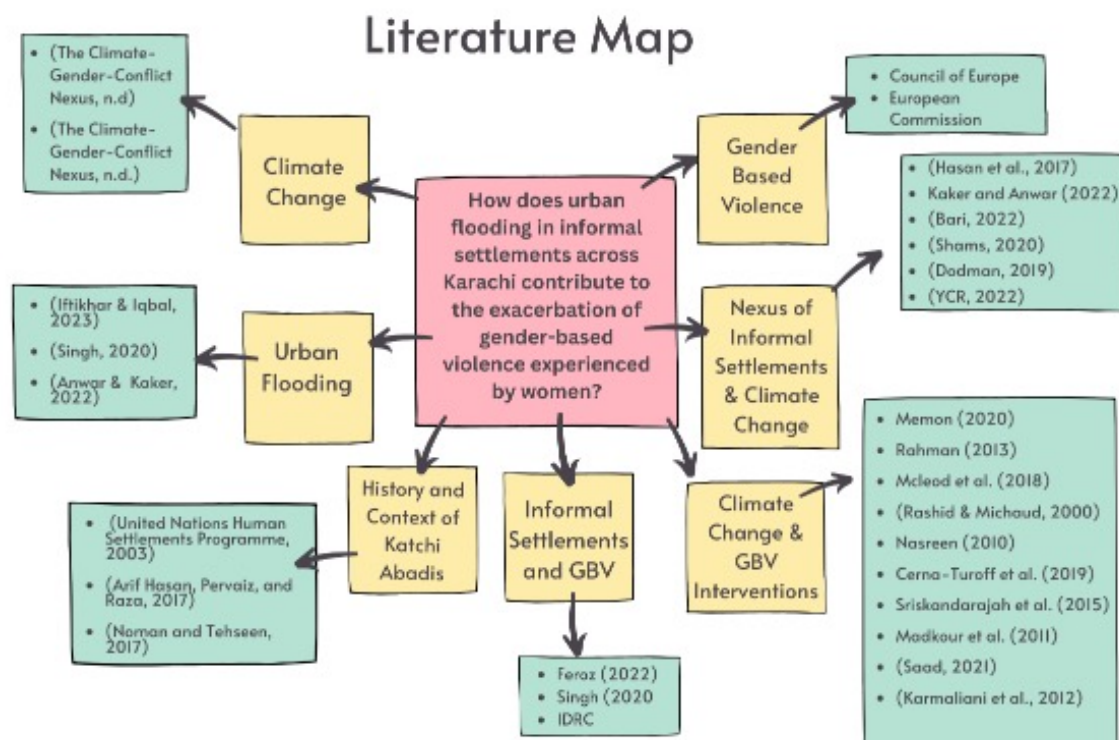 Literature Map
• (The Climate-
Gender-Conflict
Nexus, n.d)
• (The Climate-
Gender-Conflict
Nexus, n.d.)
Climate
Change
• Council of Europe
• European
Commission
Gender
Based
Violence
How does urban
flooding in informal
settlements across
Karachi contribute to
the exacerbation of
gender-based
violence experienced
by women?
• (Hasan et al., 2017)
• Kaker and Anwar (2022)
• (Bari, 2022)
• (Shams, 2020)
• (Dodman, 2019)
• (YCR, 2022)
• (Iftikhar & Iqbal,
2023)
• (Singh, 2020)
• (Anwar & Kaker,
2022)
Urban
Flooding
Nexus of
Informal
Settlements
& Climate
Change
• Memon (2020)
• Rahman (2013)
• Mcleod et al. (2018)
• (Rashid & Michaud, 2000)
• Nasreen (2010)
• Cerna-Turoff et al. (2019)
• Sriskandarajah et al. (2015)
• Madkour et al. (2011)
• (Saad, 2021)
• (Karmaliani et al., 2012)
History and
Context of
Katchi
Abadis
Informal
Settlements
and GBV
Climate
Change &
GBV
Interventions
• (United Nations Human
Settlements Programme,
2003)
• (Arif Hasan, Pervaiz, and
Raza, 2017)
• (Noman and Tehseen,
2017)
• Feroz (2022)
• Singh (2020
• IDRC